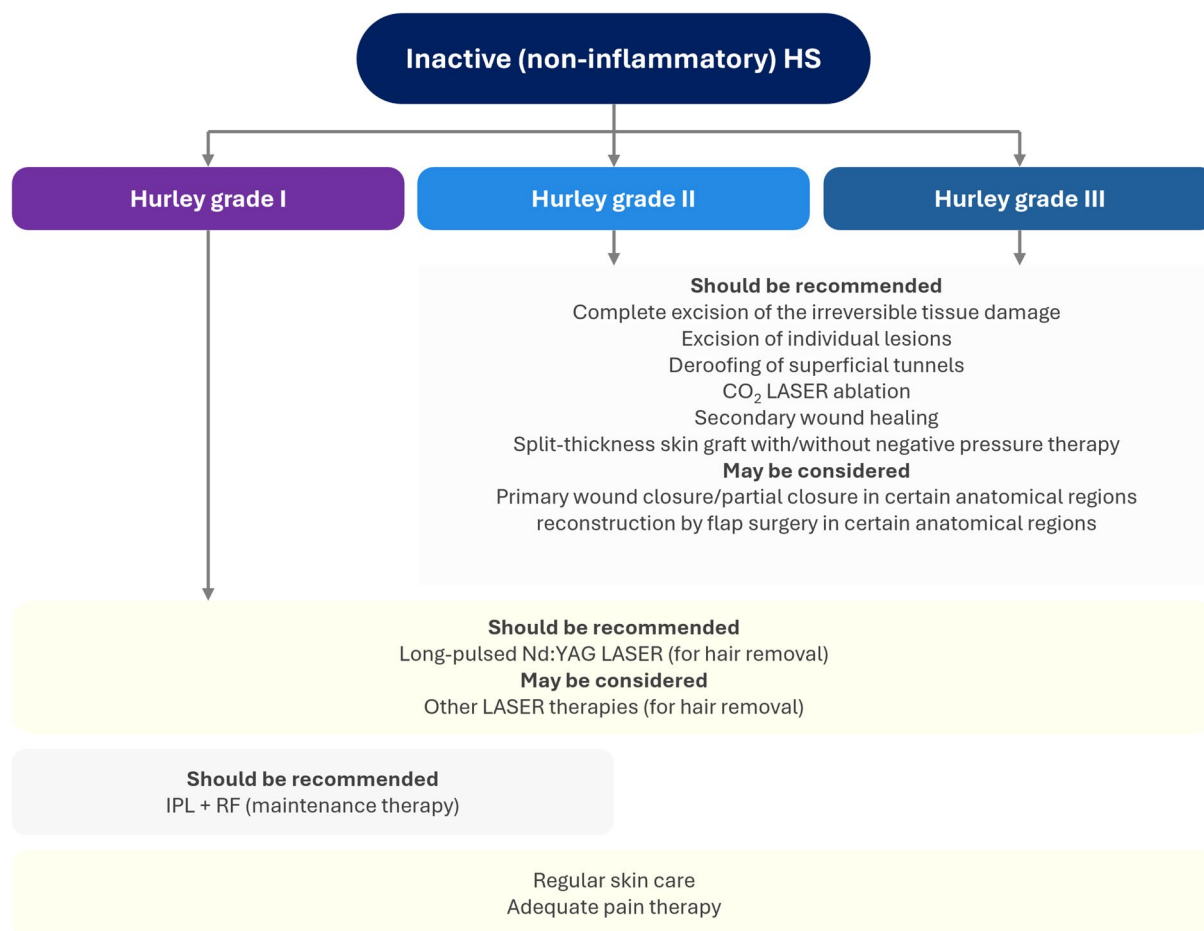 Inactive (non-inflammatory) HS
Hurley grade I
Hurley grade II
Hurley grade III
Should be recommended
Complete excision of the irreversible tissue damage
Excision of individual lesions
Deroofing of superficial tunnels
CO₂ LASER ablation
Secondary wound healing
Split-thickness skin graft with/without negative pressure therapy
May be considered
Primary wound closure/partial closure in certain anatomical regions
reconstruction by flap surgery in certain anatomical regions
Should be recommended
Long-pulsed Nd:YAG LASER (for hair removal)
May be considered
Other LASER therapies (for hair removal)
Should be recommended
IPL + RF (maintenance therapy)
Regular skin care
Adequate pain therapy